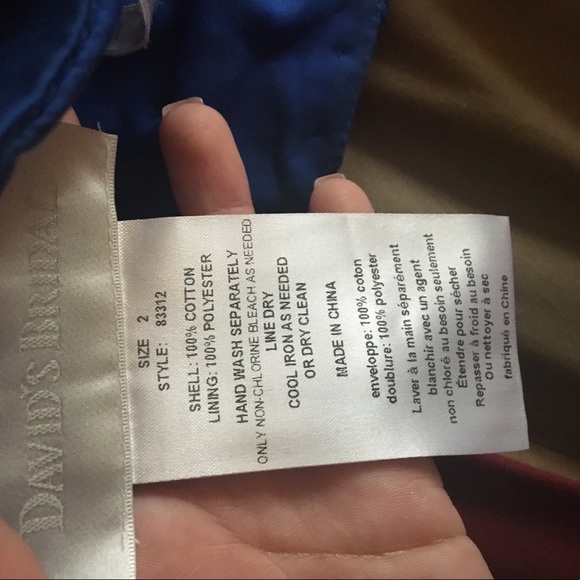 DAVID'S BRIDAL
SIZE 2
STYLE: 83312
SHELL: 100% COTTON
LINING: 100% POLYESTER
HAND WASH SEPARATELY
ONLY NON-CHLORINE BLEACH AS NEEDED
LINE DRY
COOL IRON AS NEEDED
OR DRY CLEAN
MADE IN CHINA
enveloppe: 100% coton
doublure: 100% polyester
Laver à la main séparément
blanchir avec un agent
non chloré au besoin seulement
Étendre pour sécher
Repasser à froid au besoin
Ou nettoyer à sec
fabriqué en Chine